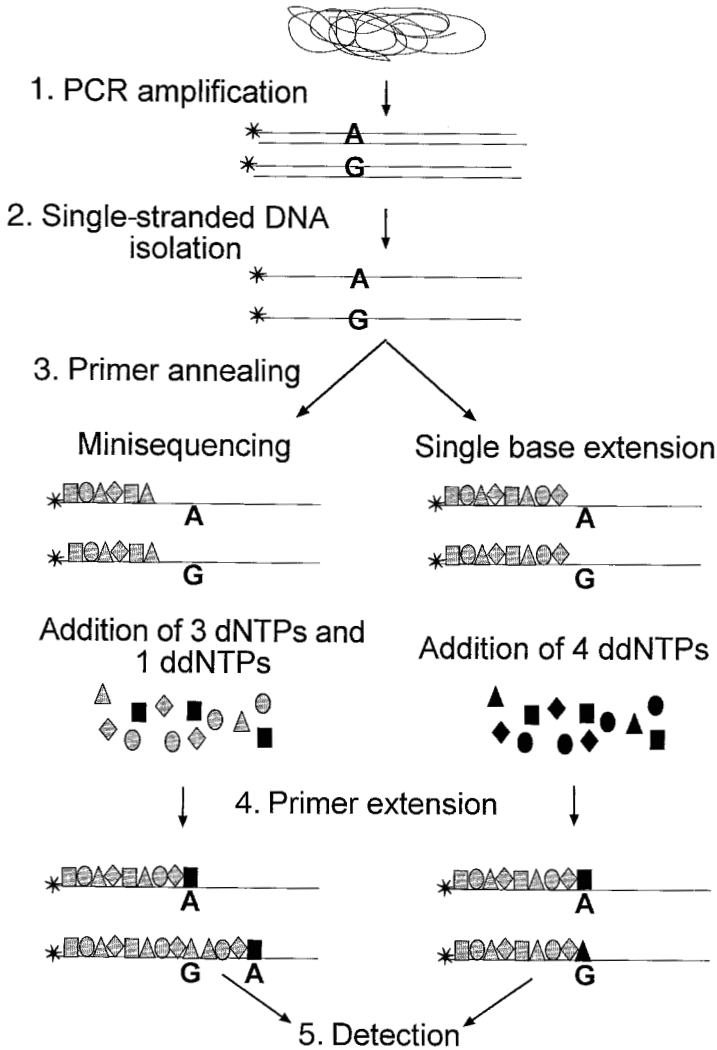 1. PCR amplification
A
G
2. Single-stranded DNA
isolation
A
G
3. Primer annealing
Minisequencing
A
G
Addition of 3 dNTPs and
1 ddNTPs
Single base extension
A
G
Addition of 4 ddNTPs
4. Primer extension
A
G A
A
G
5. Detection